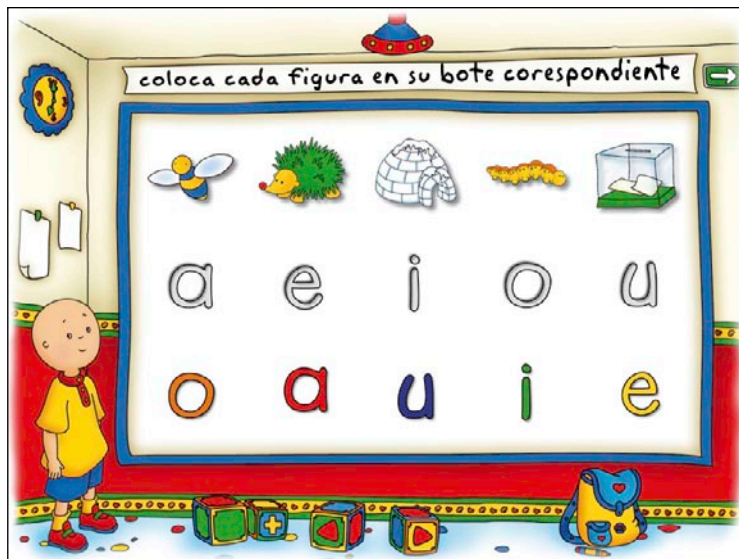 coloca cada figura en su bote corespondiente
a e i o u
o a u i e